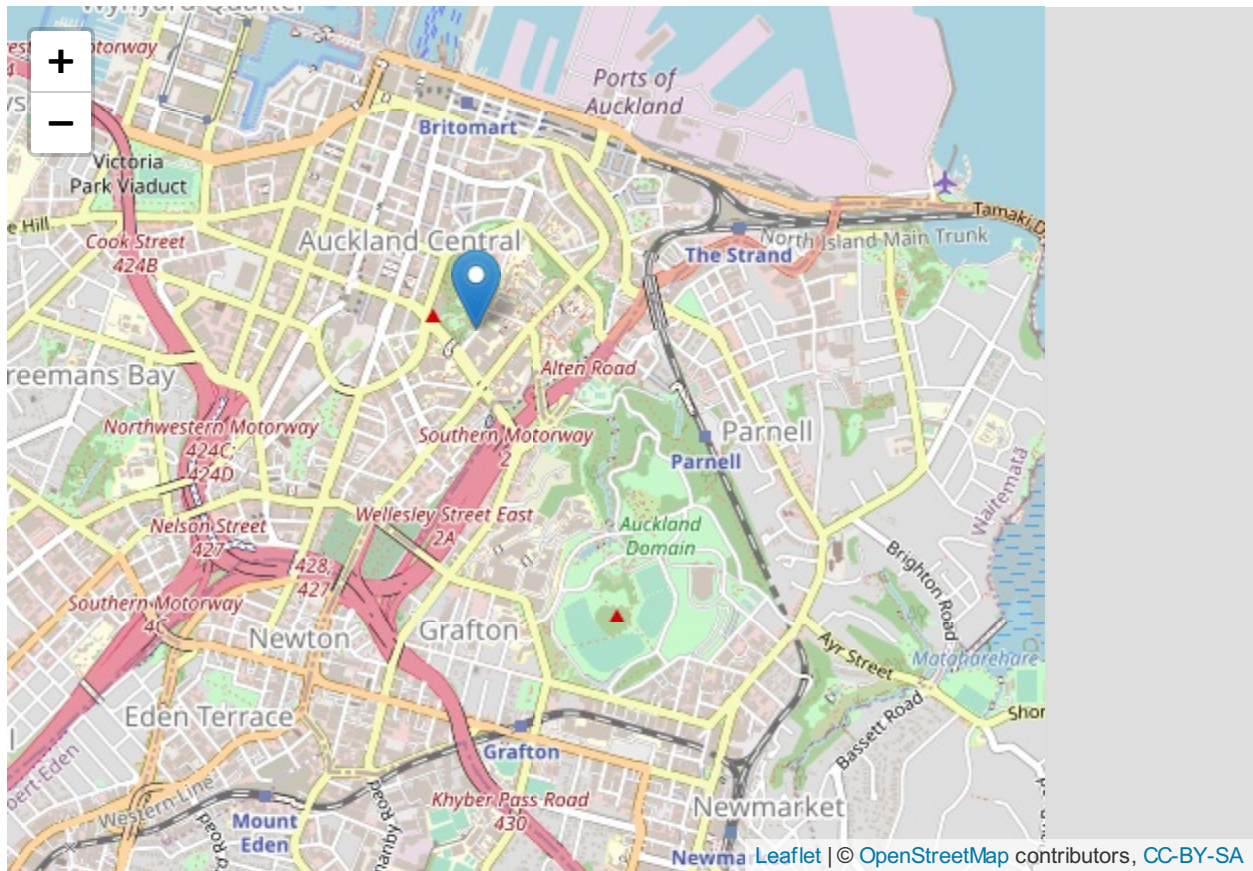 Wynyard Quarter
+
−
Motorway
Ports of
Auckland
Britomart
Victoria
Park Viaduct
Hill
Tamaki
Cook Street
424B
Auckland Central
North Island Main Trunk
The Strand
Alten Road
reemans Bay
Northwestern Motorway
424C;
424D
Southern Motorway
2
Parnell
Parnell
Waitematā
Nelson Street
427
Wellesley Street East
2A
Auckland
Domain
428;
427
Brighton Road
Southern Motorway
4C
Newton
Grafton
Ayr Street
Mataharehare
Eden Terrace
Bassett Road
Shor
Grafton
bert-Eden
Western Line
Khyber Pass Road
430
Newmarket
Mount
Eden
Road
Road
Newma
Leaflet | © OpenStreetMap contributors, CC-BY-SA